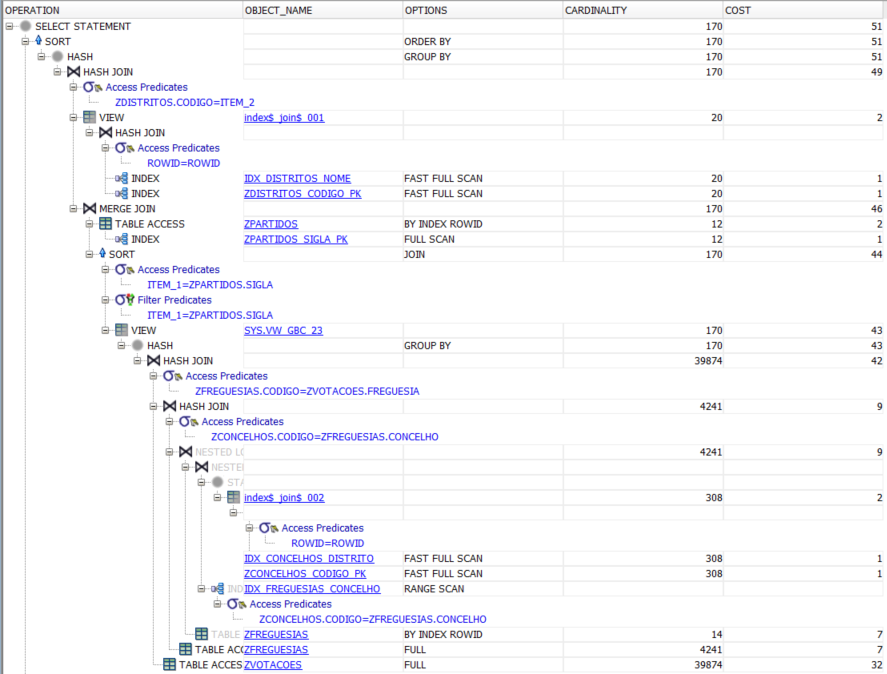 OPERATION OBJECT_NAME OPTIONS CARDINALITY COST
SELECT STATEMENT 170 51
SORT ORDER BY 170 51
HASH GROUP BY 170 51
HASH JOIN 170 49
Access Predicates
ZDISTRITOS.CODIGO=ITEM_2
VIEW index$_join$_001 20 2
HASH JOIN
Access Predicates
ROWID=ROWID
INDEX IDX_DISTRITOS_NOME FAST FULL SCAN 20 1
INDEX ZDISTRITOS_CODIGO_PK FAST FULL SCAN 20 1
MERGE JOIN 170 46
TABLE ACCESS ZPARTIDOS BY INDEX ROWID 12 2
INDEX ZPARTIDOS_SIGLA_PK FULL SCAN 12 1
SORT JOIN 170 44
Access Predicates
ITEM_1=ZPARTIDOS.SIGLA
Filter Predicates
ITEM_1=ZPARTIDOS.SIGLA
VIEW SYS.VW_GBC_23 170 43
HASH GROUP BY 170 43
HASH JOIN 39874 42
Access Predicates
ZFREGUESIAS.CODIGO=ZVOTACOES.FREGUESIA
HASH JOIN 4241 9
Access Predicates
ZCONCELHOS.CODIGO=ZFREGUESIAS.CONCELHO
NESTED LO 4241 9
NESTE
STA
index$_join$_002 308 2
Access Predicates
ROWID=ROWID
IDX_CONCELHOS_DISTRITO FAST FULL SCAN 308 1
ZCONCELHOS_CODIGO_PK FAST FULL SCAN 308 1
IND IDX_FREGUESIAS_CONCELHO RANGE SCAN
Access Predicates
ZCONCELHOS.CODIGO=ZFREGUESIAS.CONCELHO
TABLE ZFREGUESIAS BY INDEX ROWID 14 7
TABLE ACC ZFREGUESIAS FULL 4241 7
TABLE ACCES ZVOTACOES FULL 39874 32